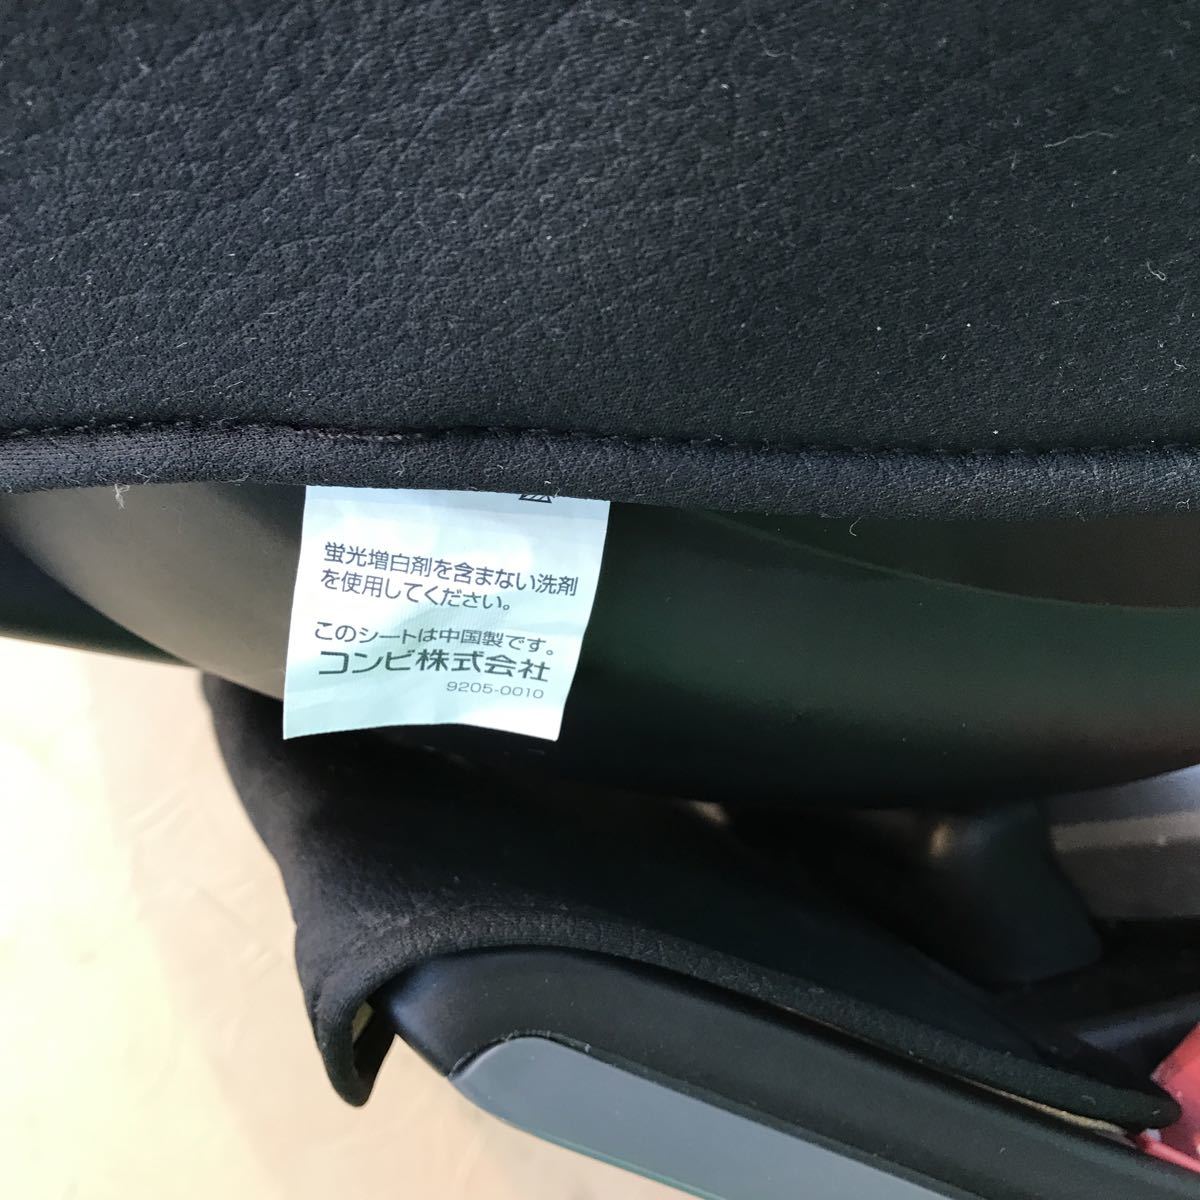 蛍光増白剤を含まない洗剤
を使用してください。
このシートは中国製です。
コンビ株式会社
9205-0010